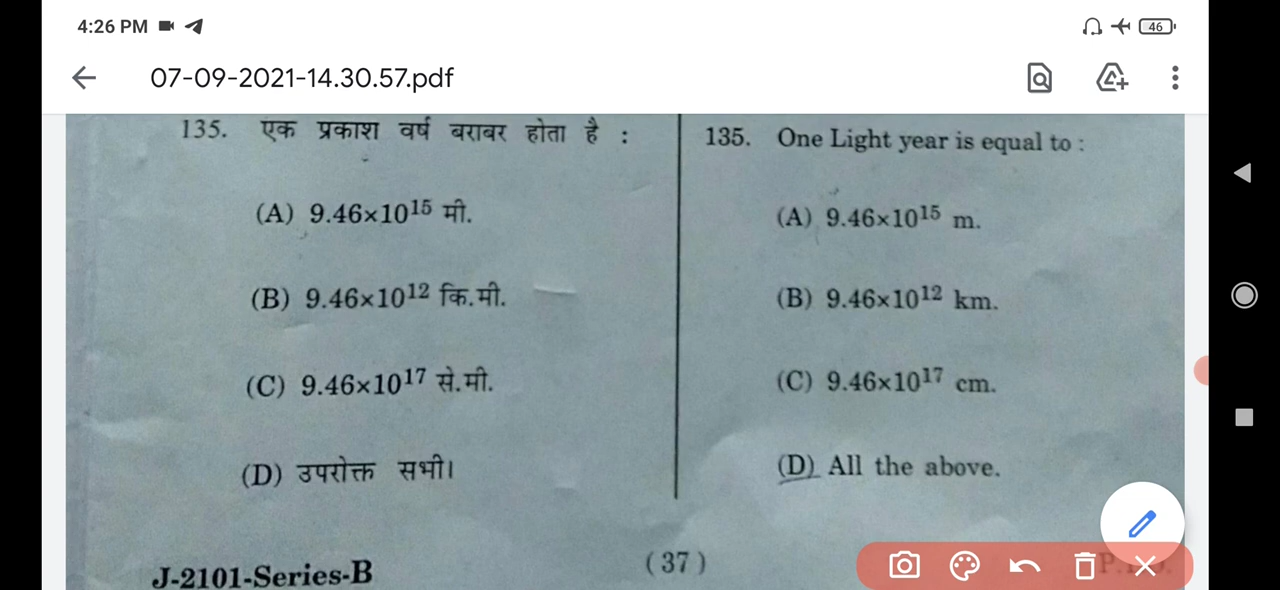 4:26 PM
46
07-09-2021-14.30.57.pdf
135. एक प्रकाश वर्ष बराबर होता है :
(A) 9.46×10¹⁵ मी.
(B) 9.46×10¹² कि.मी.
(C) 9.46×10¹⁷ से.मी.
(D) उपरोक्त सभी।
135. One Light year is equal to :
(A) 9.46×10¹⁵ m.
(B) 9.46×10¹² km.
(C) 9.46×10¹⁷ cm.
(D) All the above.
J-2101-Series-B
( 37 )